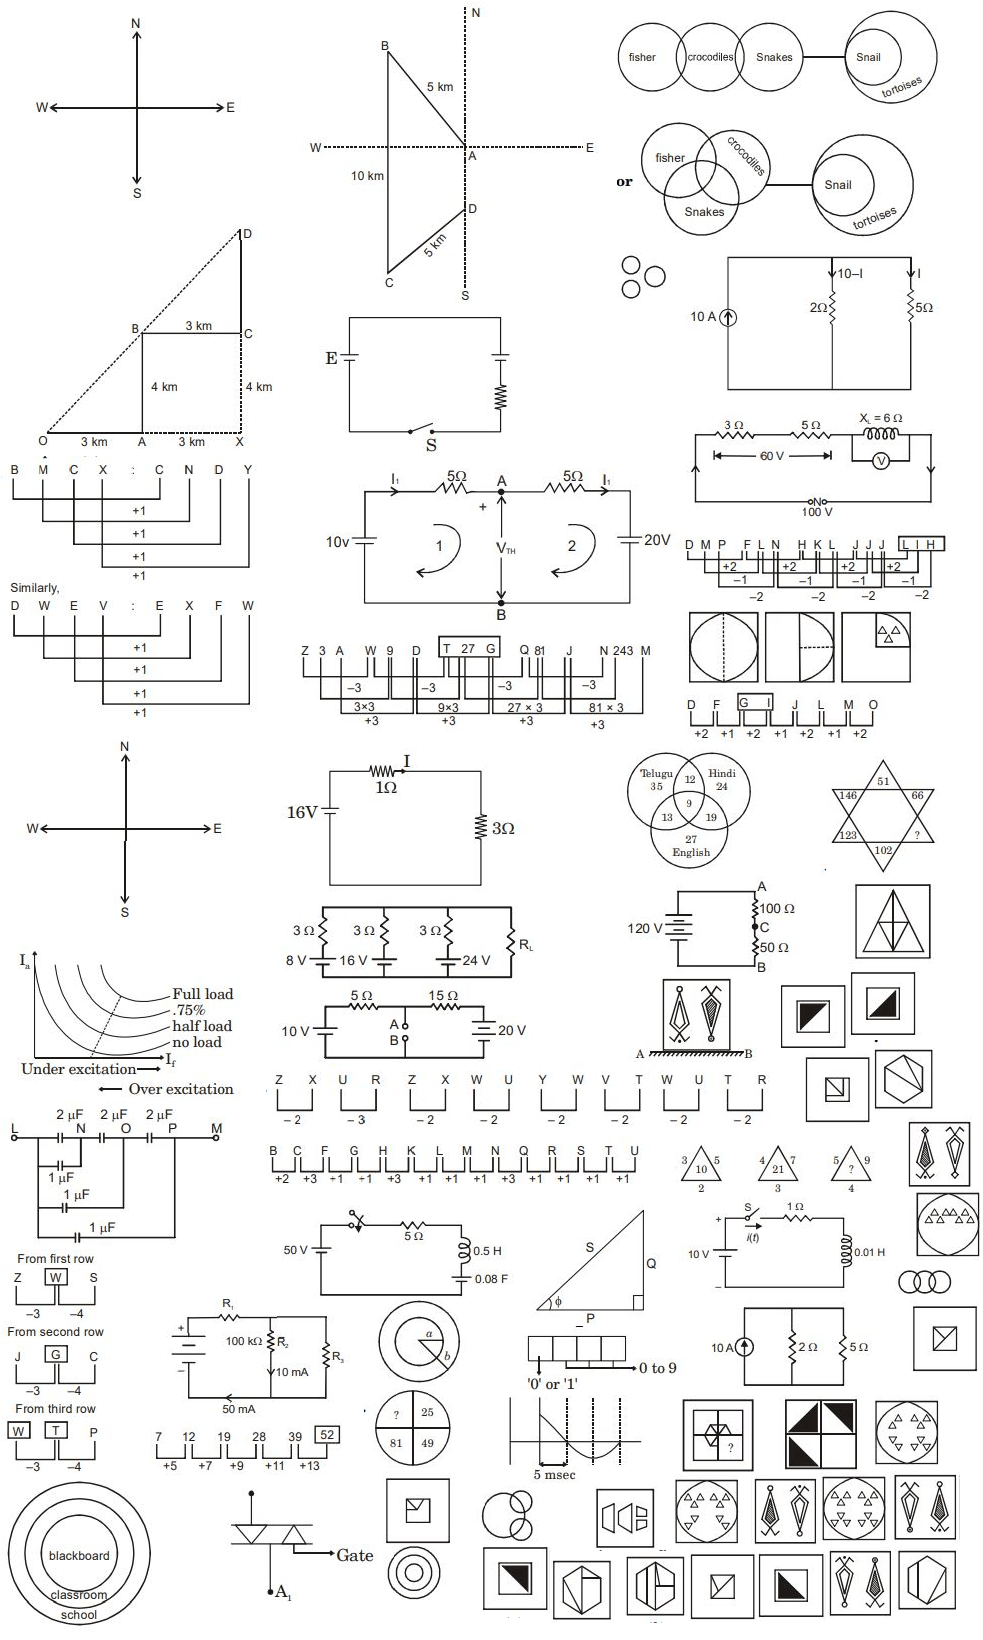 N
W E
S
N
B
5 km
W A E
10 km
D
5 km
C
S
fisher crocodiles Snakes Snail
tortoises
or
fisher crocodiles Snakes
Snail
tortoises
10 A
10–I
I
2Ω
5Ω
D
B 3 km C
4 km 4 km
O 3 km A 3 km X
E
S
3 Ω 5 Ω
60 V
V
N
100 V
B M C X : C N D Y
+1
+1
+1
+1
Similarly,
D W E V : E X F W
+1
+1
+1
+1
I₁ 5Ω A 5Ω I₁
+
10v 1 V_TH 2 20V
B
D M P F L N H K L J J J L I H
+2 +2 +2
–1 –1 –1 –1
–2 –2 –2 –2
Z 3 A W 9 D T 27 G Q 81 J N 243 M
–3 –3 –3 –3
3×3 9×3 27 × 3 81 × 3
+3 +3 +3 +3
D F G I J L M O
+2 +1 +2 +1 +2 +1 +2
N
W E
S
I
1Ω
16V
3Ω
Telugu 35
12
Hindi 24
9
13 19
27
English
51
146 66
123 ?
102
3 Ω 3 Ω 3 Ω R_L
8 V 16 V 24 V
120 V
A
100 Ω
C
50 Ω
B
Iₐ
Full load
.75%
half load
no load
I_f
Under excitation
Over excitation
5 Ω 15 Ω
10 V A B 20 V
A B
Z X U R Z X W U Y W V T W U T R
– 2 – 3 – 2 – 2 – 2 – 2 – 2 – 2
2 µF 2 µF 2 µF
L N O P M
1 µF
1 µF
1 µF
B C F G H K L M N Q R S T U
+2 +3 +1 +1 +3 +1 +1 +1 +3 +1 +1 +1 +1
3 10 5
2
4 21 7
3
5 ? 9
4
50 V
5 Ω
0.5 H
0.08 F
S Q
ϕ
P
+ S 1 Ω
i(t)
10 V
0.01 H
–
From first row
Z W S
–3 –4
From second row
J G C
–3 –4
From third row
W T P
–3 –4
R₁
+
100 kΩ R₂
–
10 mA
R₃
50 mA
a
b
'0' or '1'
0 to 9
10 A
2 Ω
5 Ω
7 12 19 28 39 52
+5 +7 +9 +11 +13
? 25
81 49
5 msec
?
blackboard
classroom
school
Gate
A₁